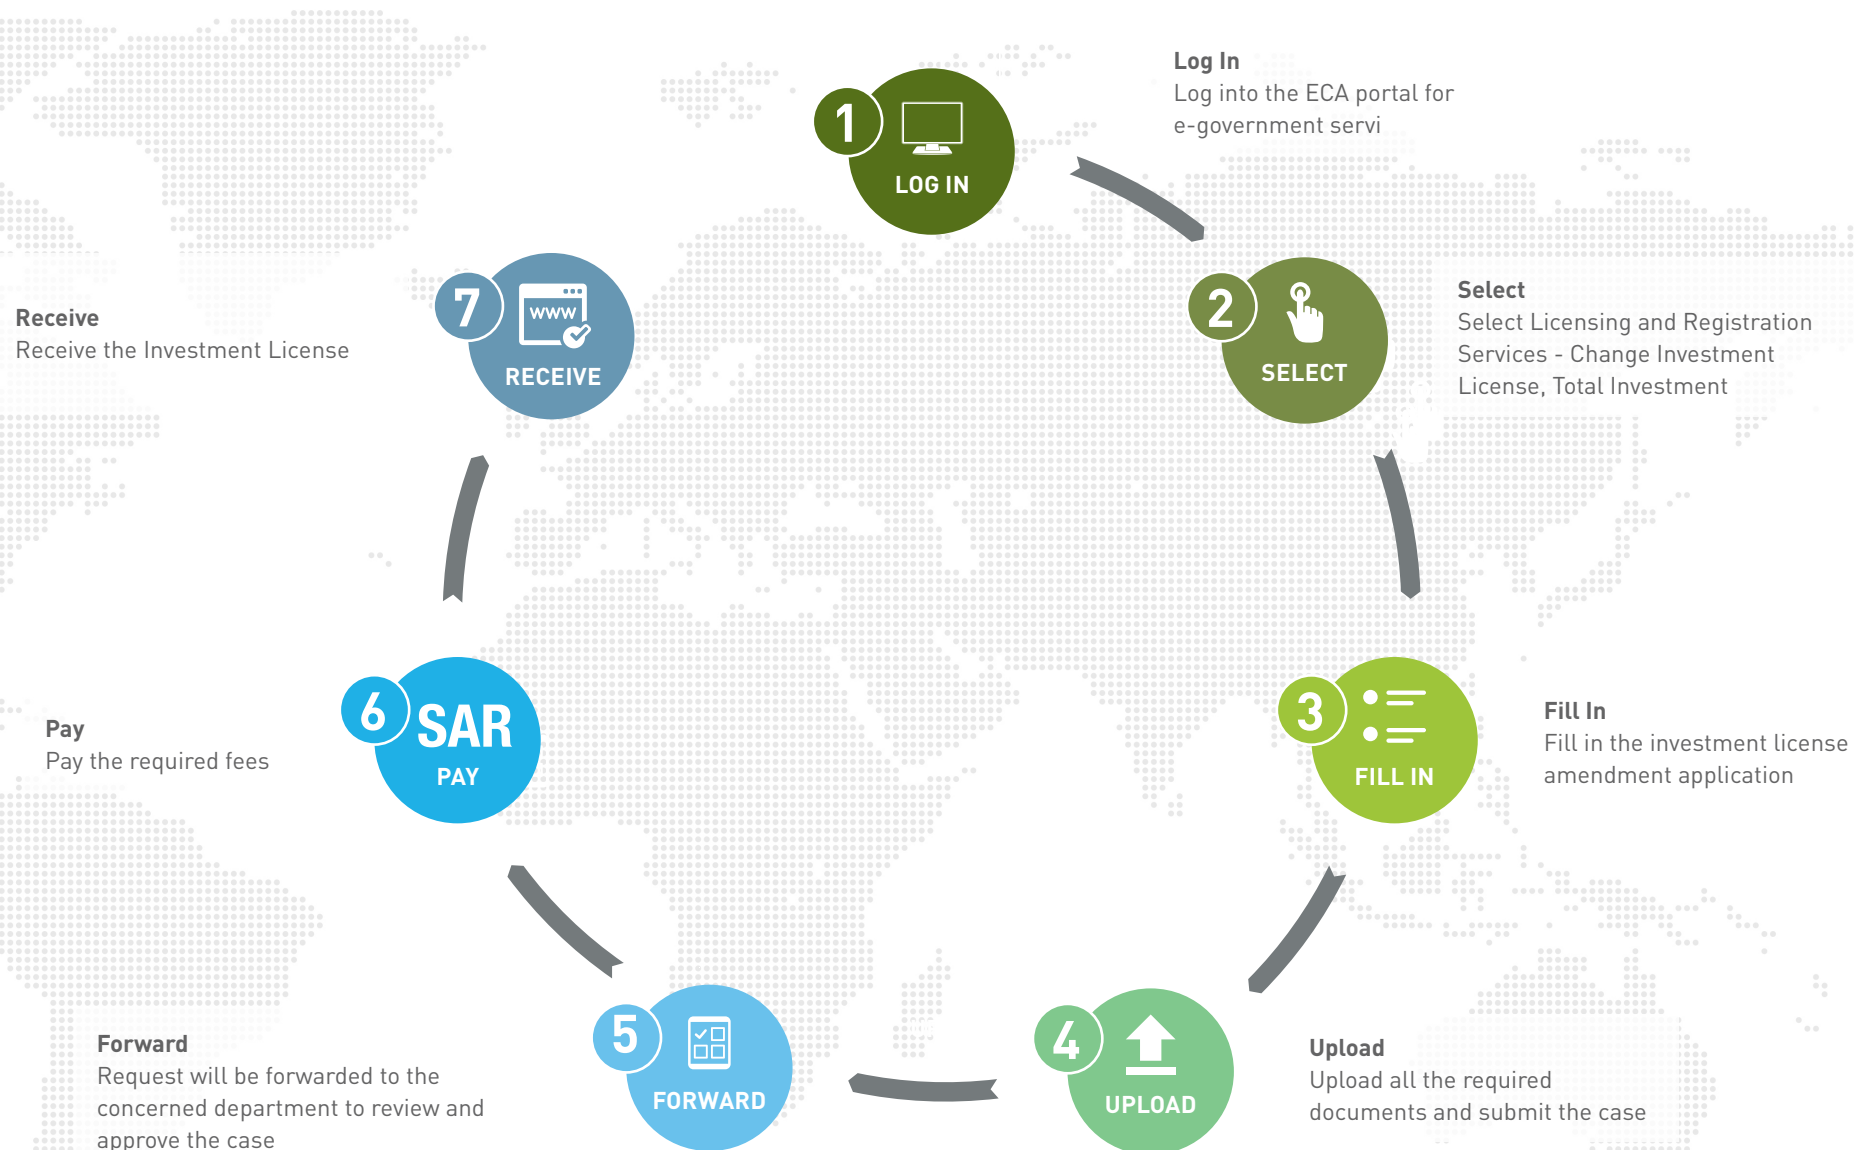 1
LOG IN
Log In
Log into the ECA portal for
e-government servi
2
SELECT
Select
Select Licensing and Registration
Services - Change Investment
License, Total Investment
3
FILL IN
Fill In
Fill in the investment license
amendment application
4
UPLOAD
Upload
Upload all the required
documents and submit the case
5
FORWARD
Forward
Request will be forwarded to the
concerned department to review and
approve the case
6
SAR
PAY
Pay
Pay the required fees
7
www
RECEIVE
Receive
Receive the Investment License